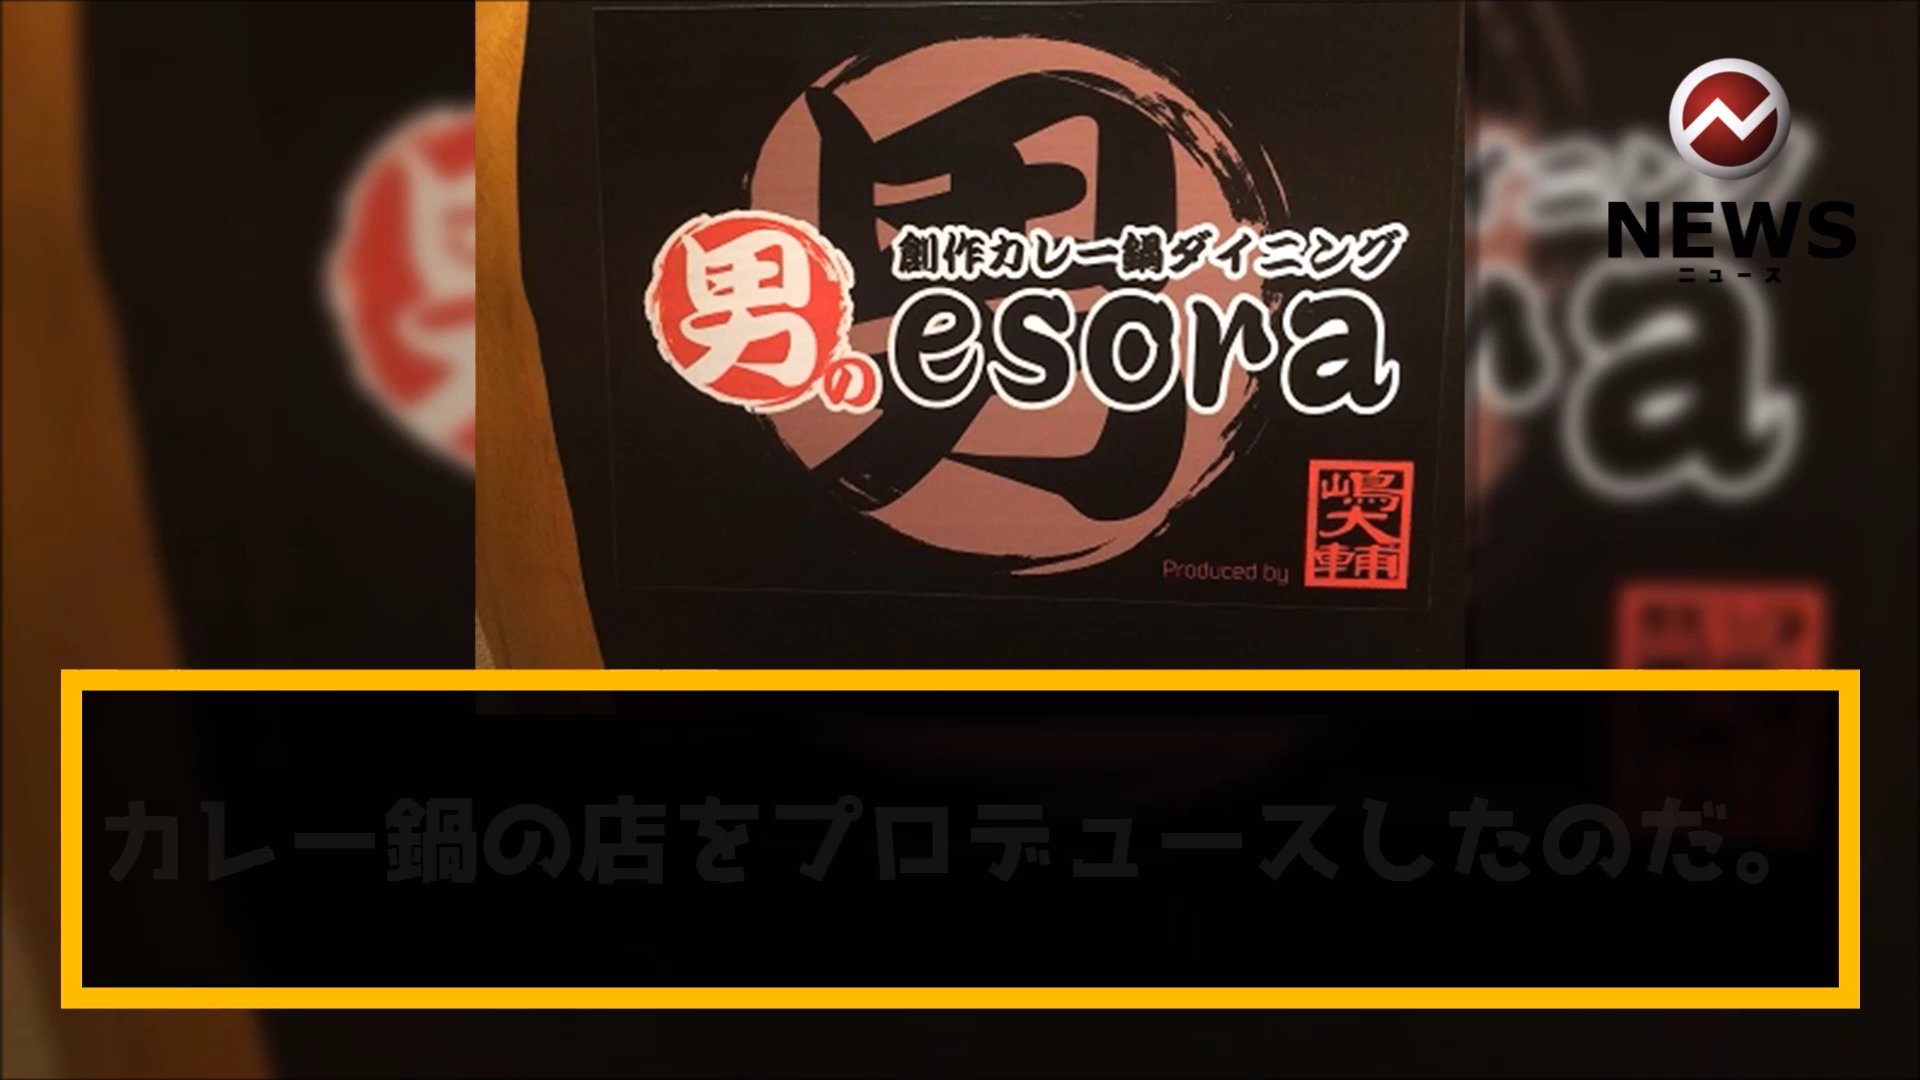 男
創作カレー鍋ダイニング
男のesora
Produced by 嶋大輔
NEWS
ニュース
カレー鍋の店をプロデュースしたのだ。